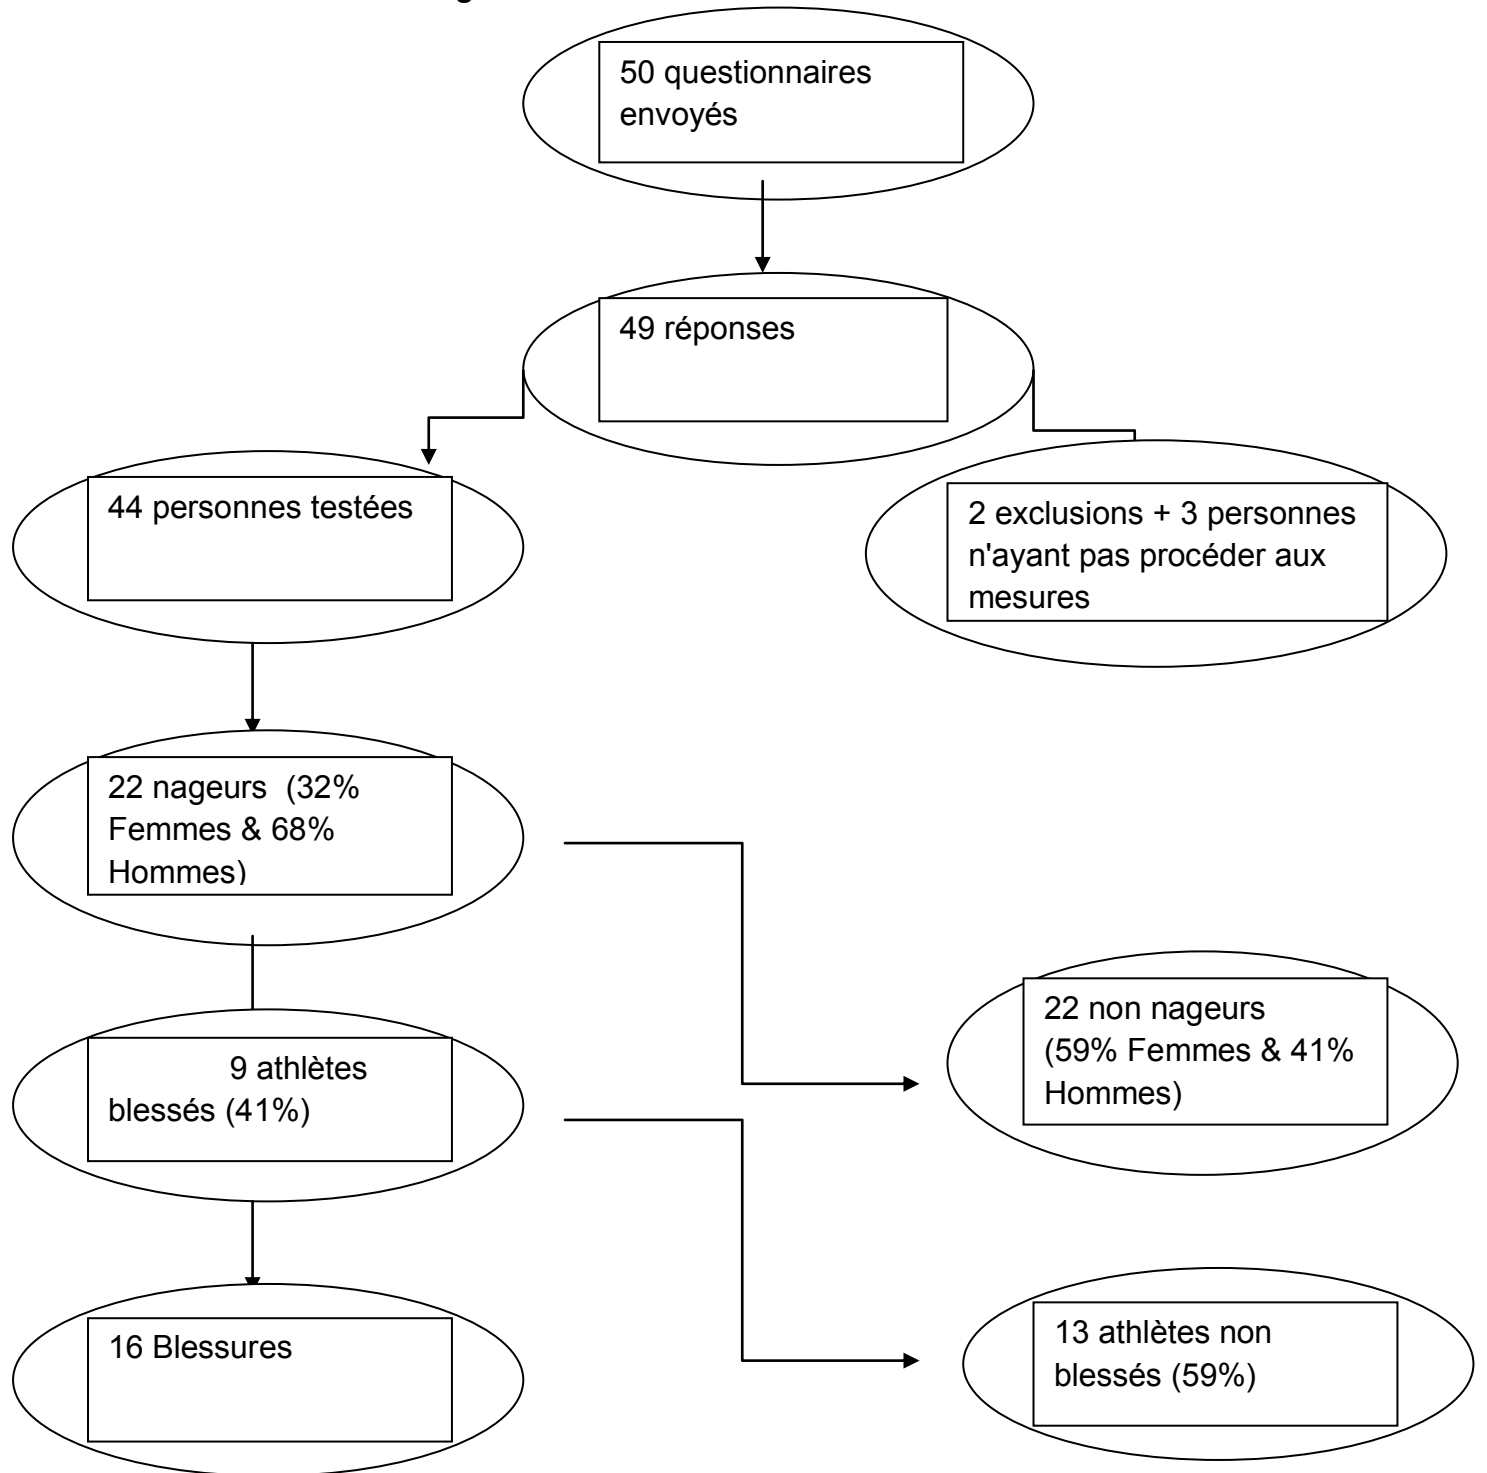 50 questionnaires
envoyés
49 réponses
44 personnes testées
2 exclusions + 3 personnes
n'ayant pas procéder aux
mesures
22 nageurs (32%
Femmes & 68%
Hommes)
22 non nageurs
(59% Femmes & 41%
Hommes)
9 athlètes
blessés (41%)
13 athlètes non
blessés (59%)
16 Blessures